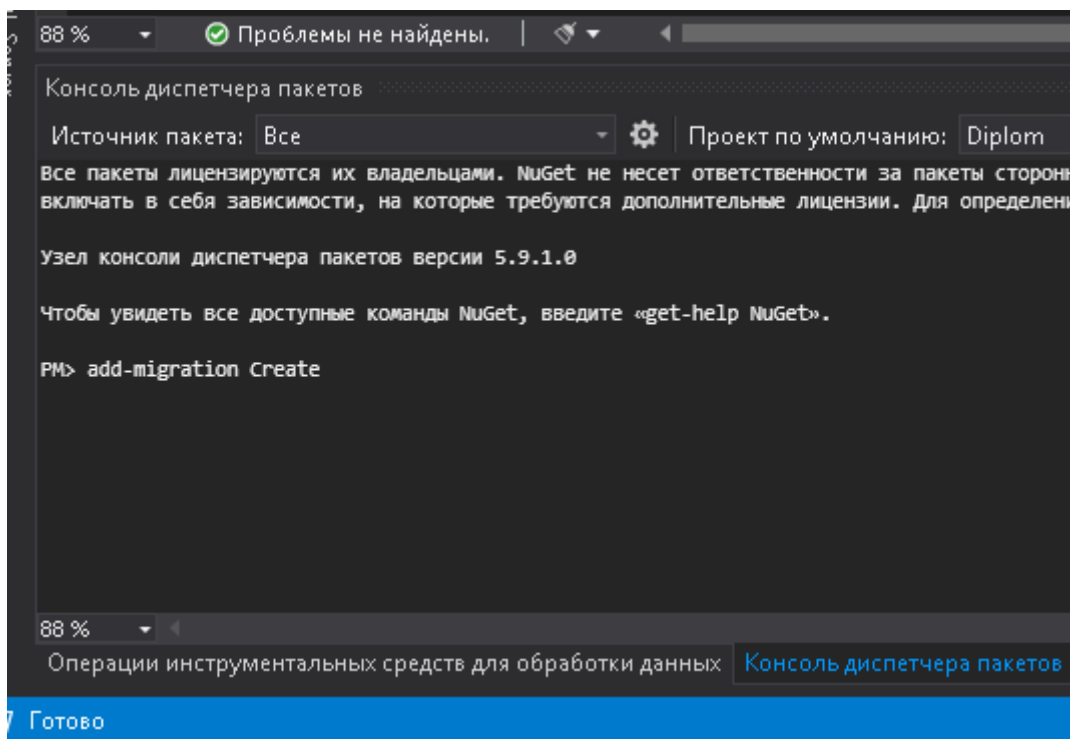 88 % Проблемы не найдены.
Консоль диспетчера пакетов
Источник пакета: Все Проект по умолчанию: Diplom
Все пакеты лицензируются их владельцами. NuGet не несет ответственности за пакеты
включать в себя зависимости, на которые требуются дополнительные лицензии. Для
Узел консоли диспетчера пакетов версии 5.9.1.0
Чтобы увидеть все доступные команды NuGet, введите «get-help NuGet».
PM> add-migration Create
88 %
Операции инструментальных средств для обработки данных Консоль диспетчера пакетов
Готово